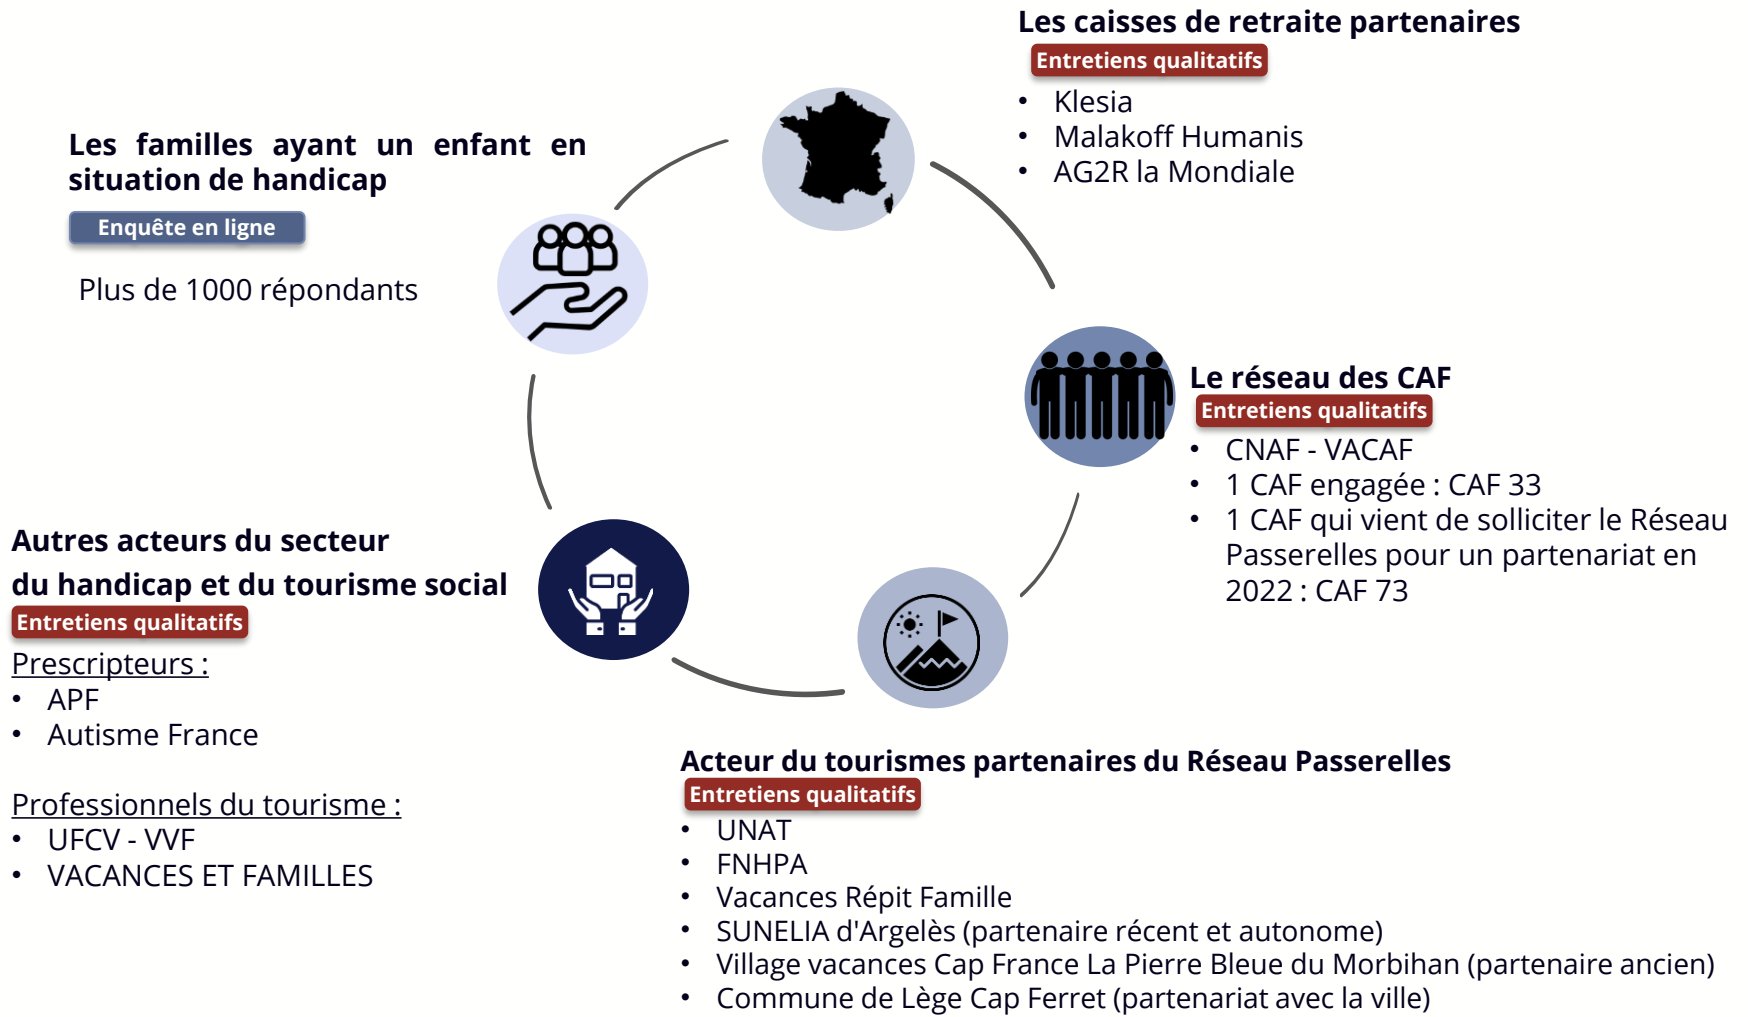 Les caisses de retraite partenaires
Entretiens qualitatifs
• Klesia
• Malakoff Humanis
• AG2R la Mondiale
Les familles ayant un enfant en
situation de handicap
Enquête en ligne
Plus de 1000 répondants
Le réseau des CAF
Entretiens qualitatifs
• CNAF - VACAF
• 1 CAF engagée : CAF 33
• 1 CAF qui vient de solliciter le Réseau
Passerelles pour un partenariat en
2022 : CAF 73
Autres acteurs du secteur
du handicap et du tourisme social
Entretiens qualitatifs
Prescripteurs :
• APF
• Autisme France
Professionnels du tourisme :
• UFCV - VVF
• VACANCES ET FAMILLES
Acteur du tourismes partenaires du Réseau Passerelles
Entretiens qualitatifs
• UNAT
• FNHPA
• Vacances Répit Famille
• SUNELIA d'Argelès (partenaire récent et autonome)
• Village vacances Cap France La Pierre Bleue du Morbihan (partenaire ancien)
• Commune de Lège Cap Ferret (partenariat avec la ville)